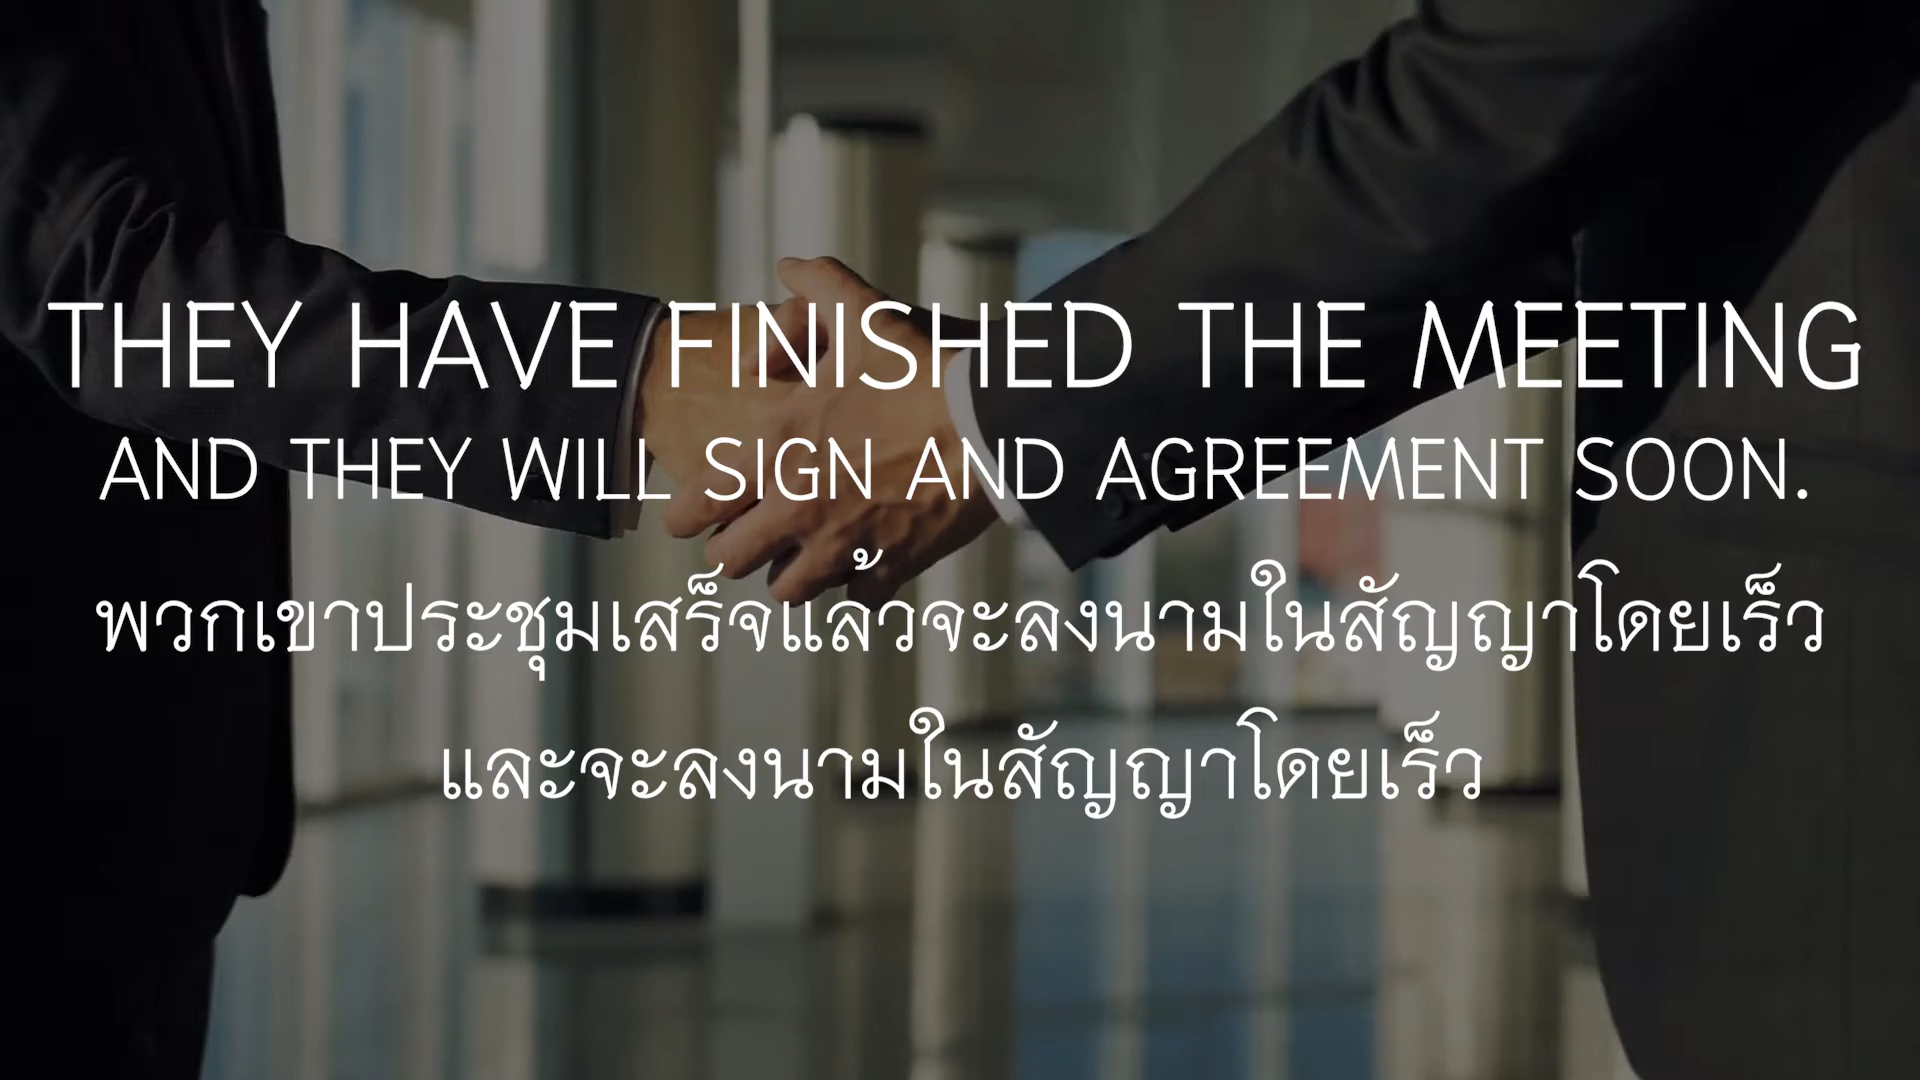 THEY HAVE FINISHED THE MEETING
AND THEY WILL SIGN AND AGREEMENT SOON.
พวกเขาประชุมเสร็จแล้วจะลงนามในสัญญาโดยเร็ว
และจะลงนามในสัญญาโดยเร็ว